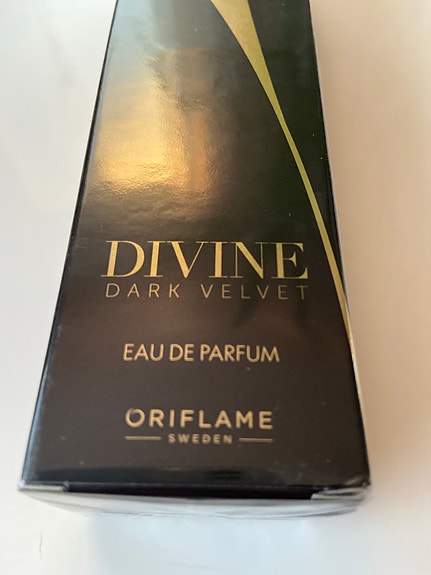 DIVINE
DARK VELVET
EAU DE PARFUM
ORIFLAME
SWEDEN